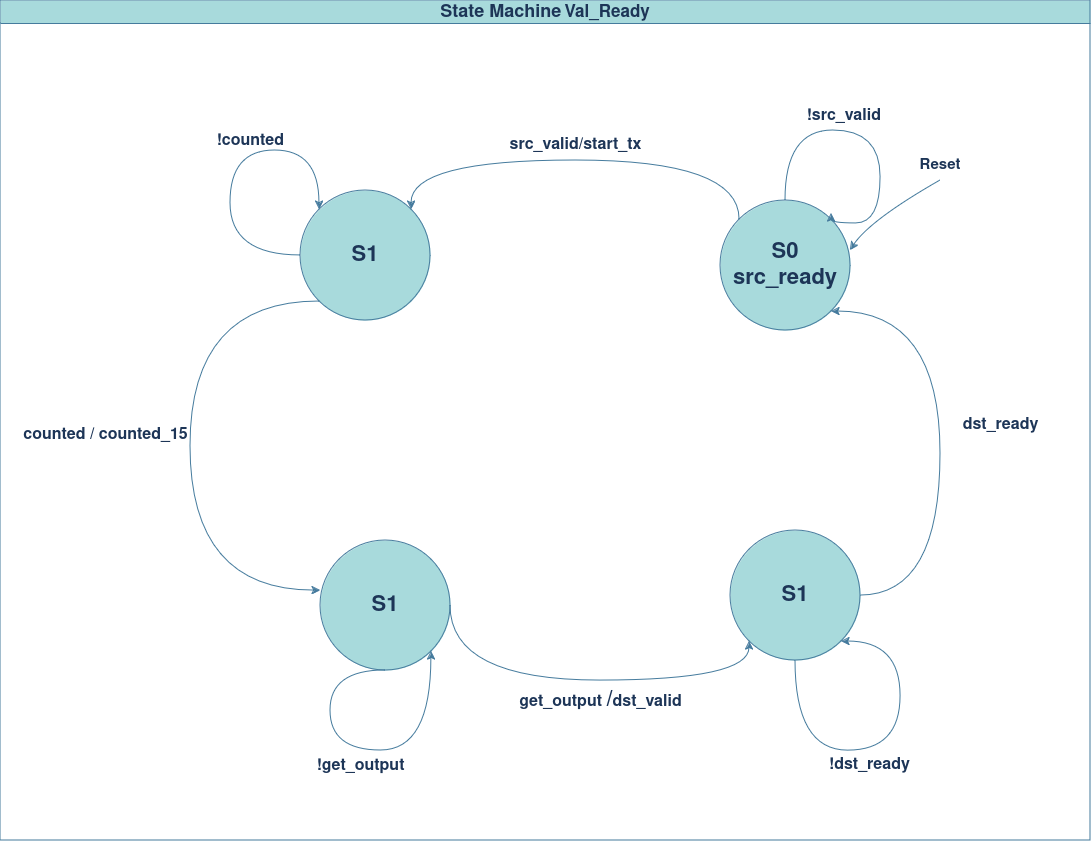 State Machine Val_Ready
!src_valid
!counted
src_valid/start_tx
Reset
S1
S0
src_ready
dst_ready
counted / counted_15
S1
S1
get_output /dst_valid
!get_output
!dst_ready